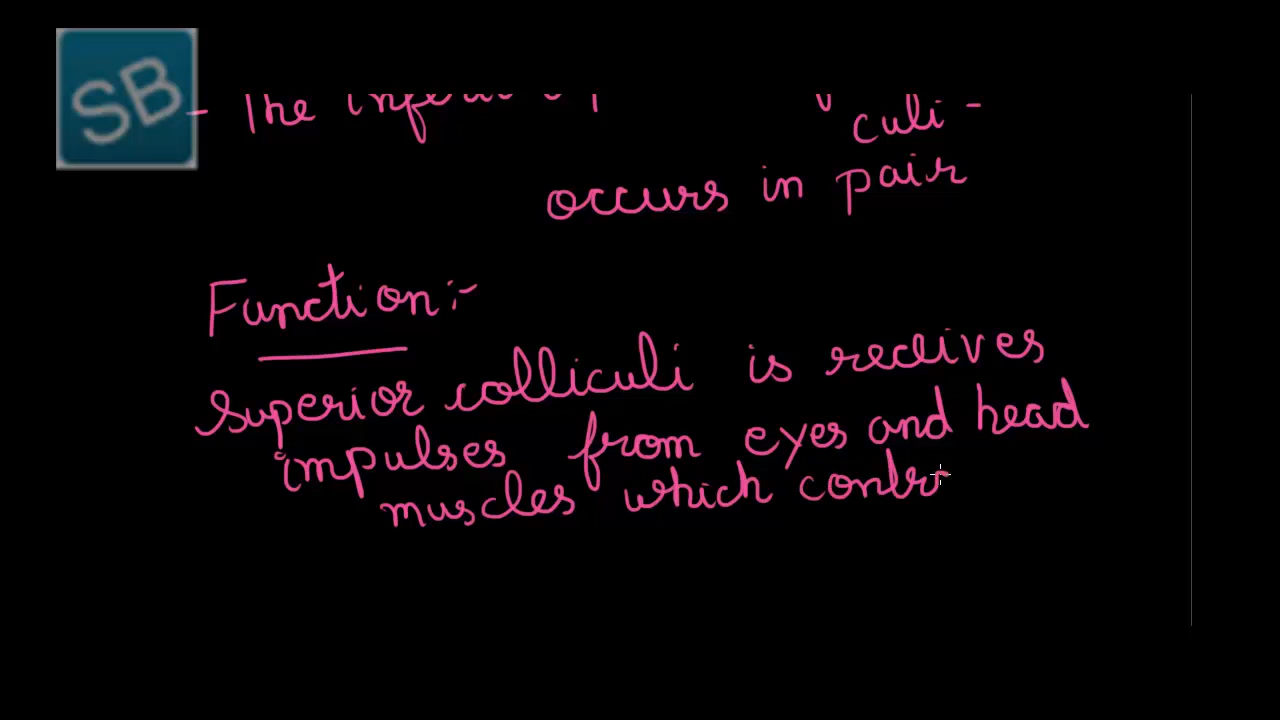 SB
- The
culi -
occurs in pair
Function:-
Superior colliculi is recives
impulses from eyes and head
muscles which contr